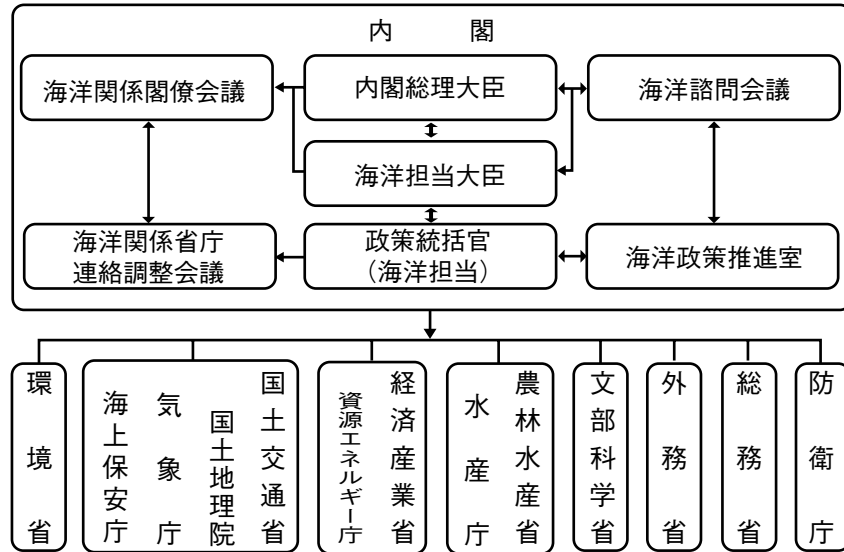 内閣
海洋関係閣僚会議
内閣総理大臣
海洋諮問会議
海洋担当大臣
海洋関係省庁
連絡調整会議
政策統括官
（海洋担当）
海洋政策推進室
環境省
国土交通省
国土地理院
気象庁
海上保安庁
経済産業省
資源エネルギー庁
農林水産省
水産庁
文部科学省
外務省
総務省
防衛庁